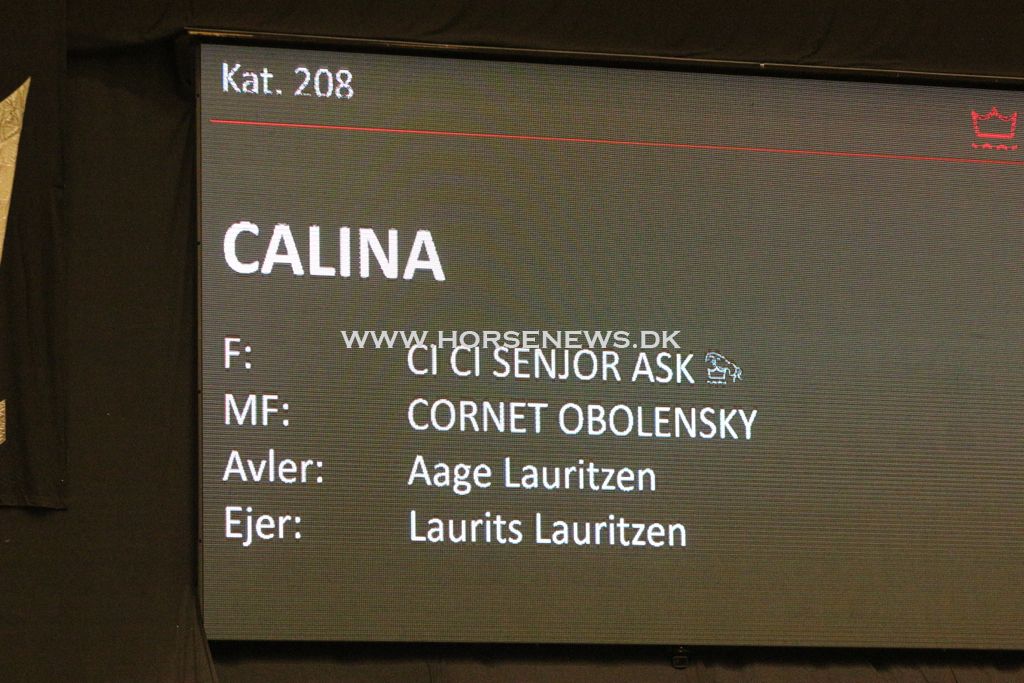 Kat. 208
CALINA
WWW.HORSENEWS.DK
F: CI CI SENJOR ASK
MF: CORNET OBOLENSKY
Avler: Aage Lauritzen
Ejer: Laurits Lauritzen